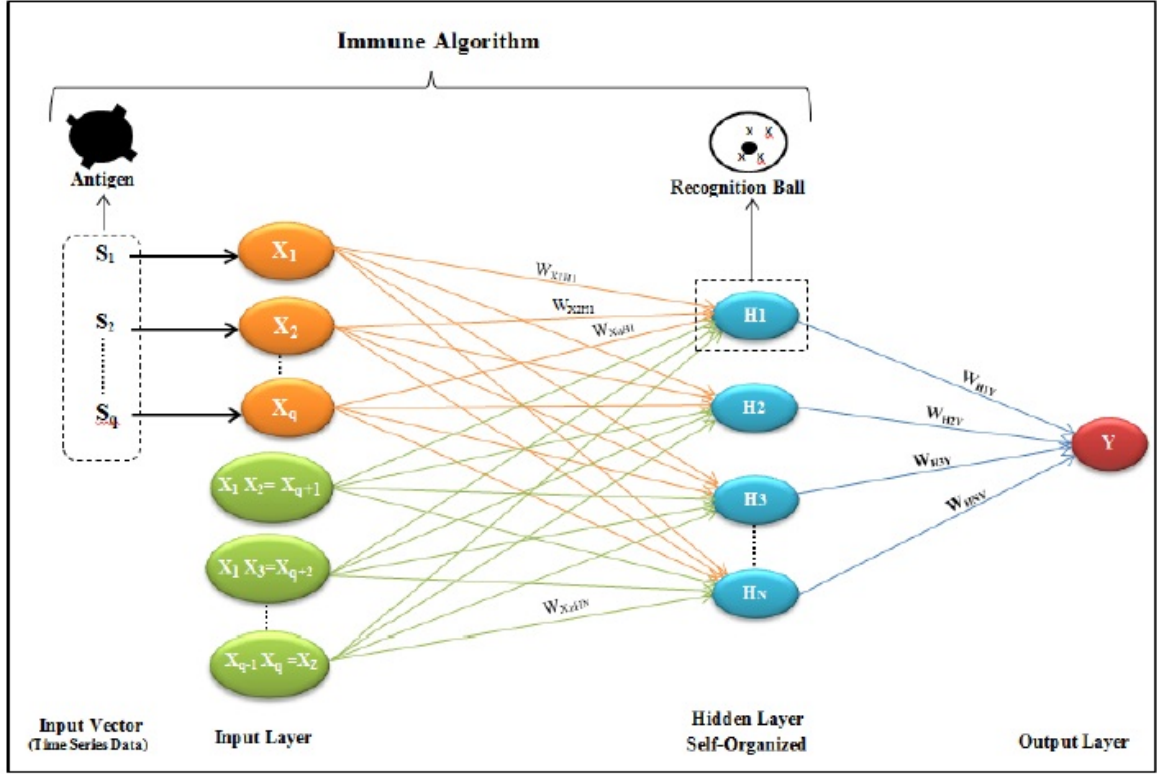 Immune Algorithm
Antigen
x x
x x
Recognition Ball
S1
S2
Sq
X1
X2
Xq
X1 X2= Xq+1
X1 X3=Xq+2
Xq-1 Xq =XZ
WX1H1
WX2H1
WXqH1
WXzHN
H1
H2
H3
HN
WH1Y
WH2Y
WH3Y
WHNY
Y
Input Vector
(Time Series Data)
Input Layer
Hidden Layer
Self-Organized
Output Layer